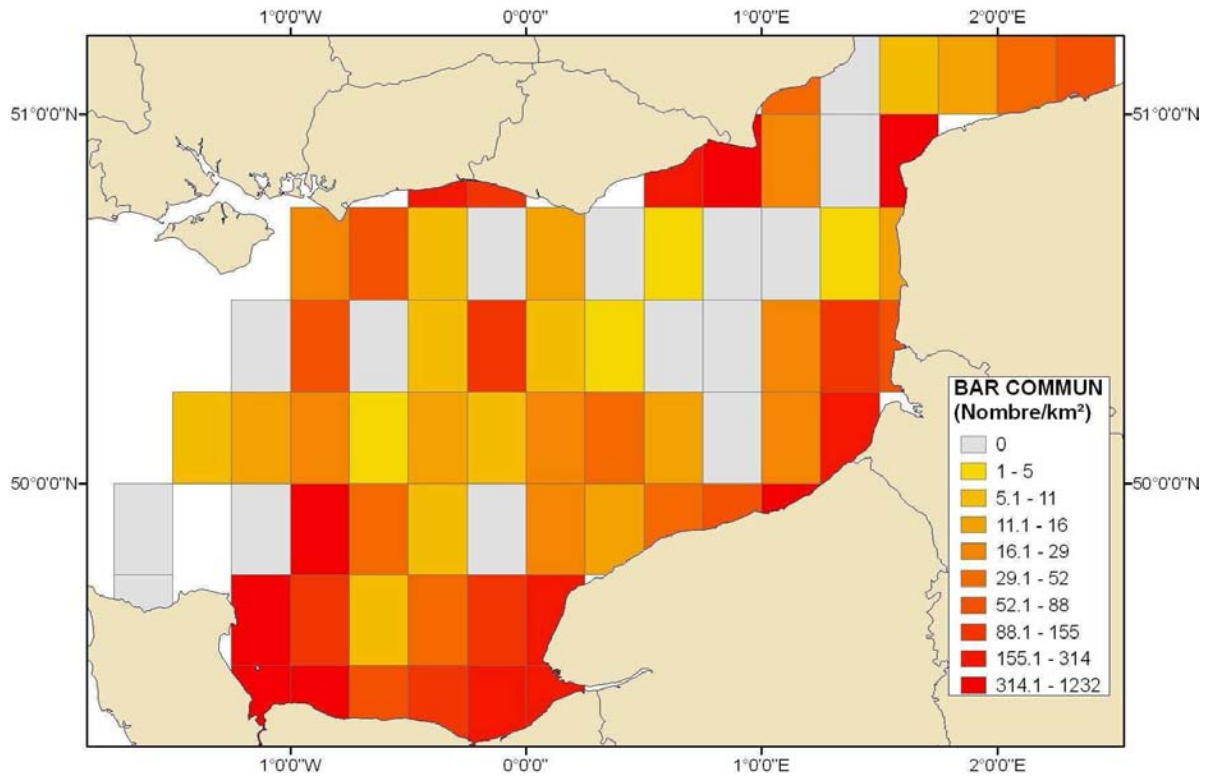 1°0'0"W 0°0'0" 1°0'0"E 2°0'0"E
51°0'0"N 51°0'0"N
BAR COMMUN
(Nombre/km²)
0
1 - 5
5.1 - 11
11.1 - 16
16.1 - 29
29.1 - 52
52.1 - 88
88.1 - 155
155.1 - 314
314.1 - 1232
50°0'0"N 50°0'0"N
1°0'0"W 0°0'0" 1°0'0"E 2°0'0"E